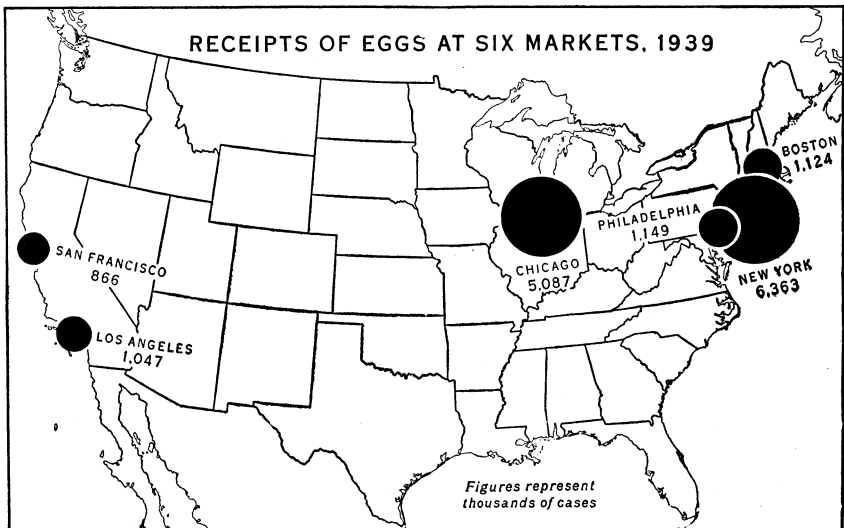 RECEIPTS OF EGGS AT SIX MARKETS, 1939
BOSTON
1,124
PHILADELPHIA
1,149
NEW YORK
6,363
CHICAGO
5,087
SAN FRANCISCO
866
LOS ANGELES
1,047
Figures represent
thousands of cases